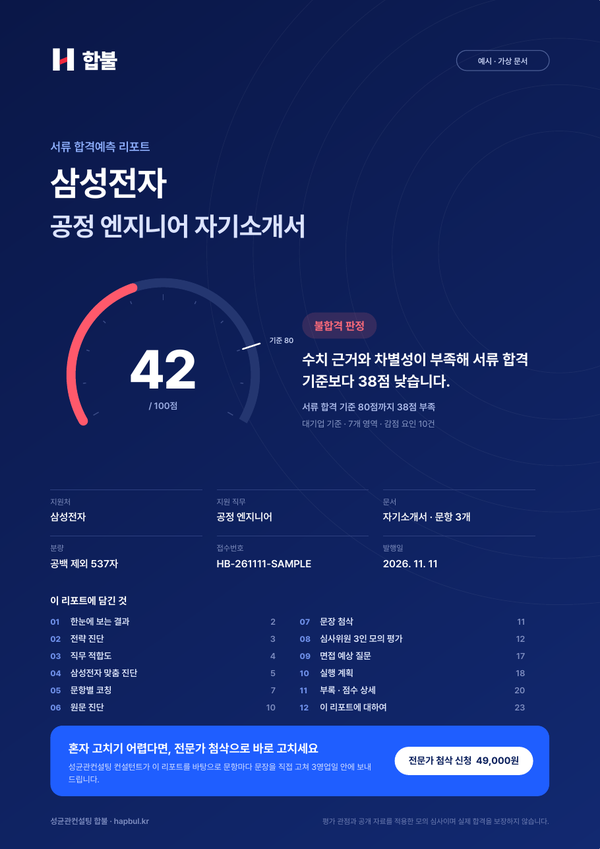 합불
예시 · 가상 문서
서류 합격예측 리포트
삼성전자
공정 엔지니어 자기소개서
기준 80
42
/ 100점
불합격 판정
수치 근거와 차별성이 부족해 서류 합격
기준보다 38점 낮습니다.
서류 합격 기준 80점까지 38점 부족
대기업 기준 · 7개 영역 · 감점 요인 10건
지원처
삼성전자
지원 직무
공정 엔지니어
문서
자기소개서 · 문항 3개
분량
공백 제외 537자
접수번호
HB-261111-SAMPLE
발행일
2026. 11. 11
이 리포트에 담긴 것
01 한눈에 보는 결과 2
02 전략 진단 3
03 직무 적합도 4
04 삼성전자 맞춤 진단 5
05 문항별 코칭 7
06 원문 진단 10
07 문장 첨삭 11
08 심사위원 3인 모의 평가 12
09 면접 예상 질문 17
10 실행 계획 18
11 부록 · 점수 상세 20
12 이 리포트에 대하여 23
혼자 고치기 어렵다면, 전문가 첨삭으로 바로 고치세요
성균관컨설팅 컨설턴트가 이 리포트를 바탕으로 문항마다 문장을 직접 고쳐 3영업일 안에 보내
드립니다.
전문가 첨삭 신청 49,000원
성균관컨설팅 합불 · hapbul.kr
평가 관점과 공개 자료를 적용한 모의 심사이며 실제 합격을 보장하지 않습니다.